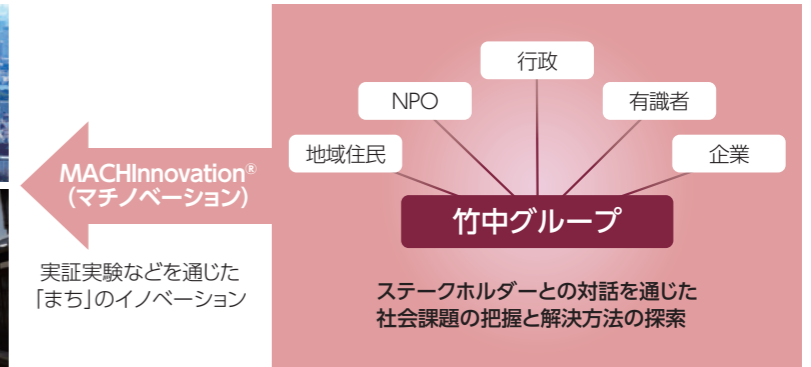 行政
NPO
有識者
地域住民
企業
竹中グループ
ステークホルダーとの対話を通じた
社会課題の把握と解決方法の探索
MACHInnovation®
(マチノベーション)
実証実験などを通じた
「まち」のイノベーション